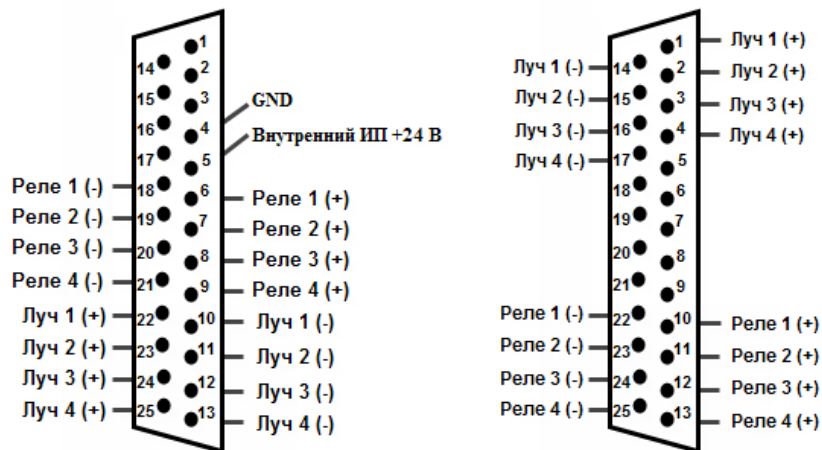 1
14
2
15
3
GND
16
4
Внутренний ИП +24 В
17
5
Реле 1 (-)
18
6
Реле 1 (+)
Реле 2 (-)
19
7
Реле 2 (+)
Реле 3 (-)
20
8
Реле 3 (+)
Реле 4 (-)
21
9
Реле 4 (+)
Луч 1 (+)
22
10
Луч 1 (-)
Луч 2 (+)
23
11
Луч 2 (-)
Луч 3 (+)
24
12
Луч 3 (-)
Луч 4 (+)
25
13
Луч 4 (-)
1
Луч 1 (+)
Луч 1 (-)
14
2
Луч 2 (+)
Луч 2 (-)
15
3
Луч 3 (+)
Луч 3 (-)
16
4
Луч 4 (+)
Луч 4 (-)
17
5
18
6
19
7
20
8
21
9
Реле 1 (-)
22
10
Реле 1 (+)
Реле 2 (-)
23
11
Реле 2 (+)
Реле 3 (-)
24
12
Реле 3 (+)
Реле 4 (-)
25
13
Реле 4 (+)